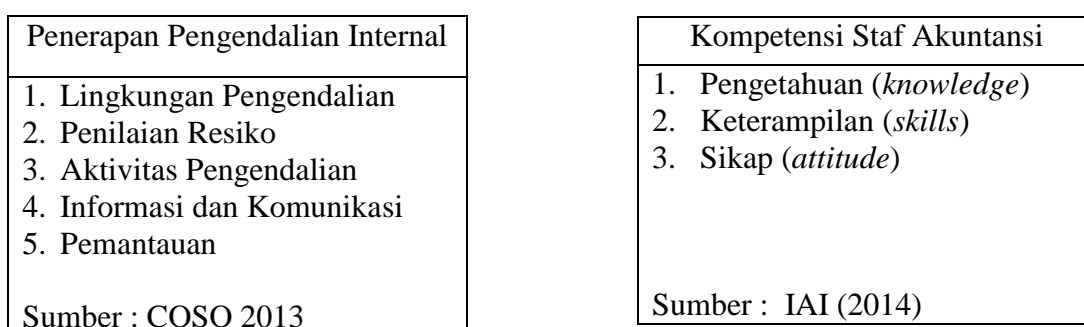 Penerapan Pengendalian Internal
1. Lingkungan Pengendalian
2. Penilaian Resiko
3. Aktivitas Pengendalian
4. Informasi dan Komunikasi
5. Pemantauan
Sumber : COSO 2013
Kompetensi Staf Akuntansi
1. Pengetahuan (knowledge)
2. Keterampilan (skills)
3. Sikap (attitude)
Sumber : IAI (2014)